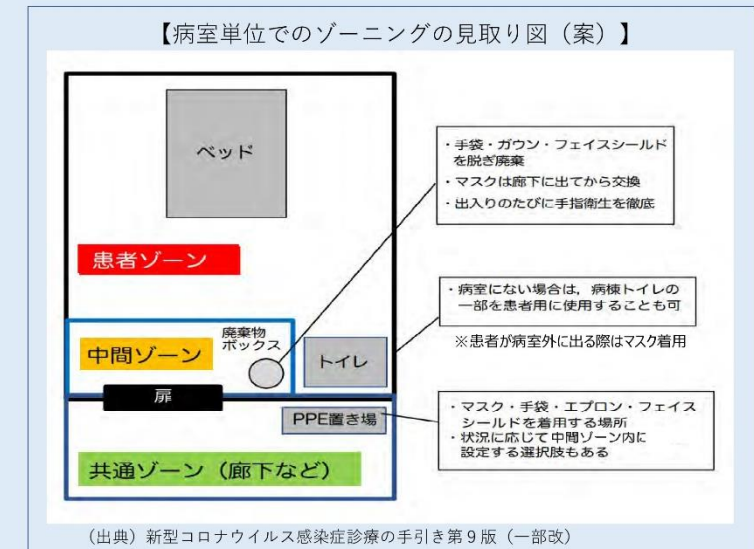 【病室単位でのゾーニングの見取り図（案）】
ベッド
・手袋・ガウン・フェイスシールド
を脱ぎ廃棄
・マスクは廊下に出てから交換
・出入りのたびに手指衛生を徹底
患者ゾーン
・病室にない場合は，病棟トイレの
一部を患者用に使用することも可
※患者が病室外に出る際はマスク着用
中間ゾーン
廃棄物
ボックス
トイレ
扉
PPE置き場
・マスク・手袋・エプロン・フェイス
シールドを着用する場所
・状況に応じて中間ゾーン内に
設定する選択肢もある
共通ゾーン（廊下など）
（出典）新型コロナウイルス感染症診療の手引き第９版（一部改）